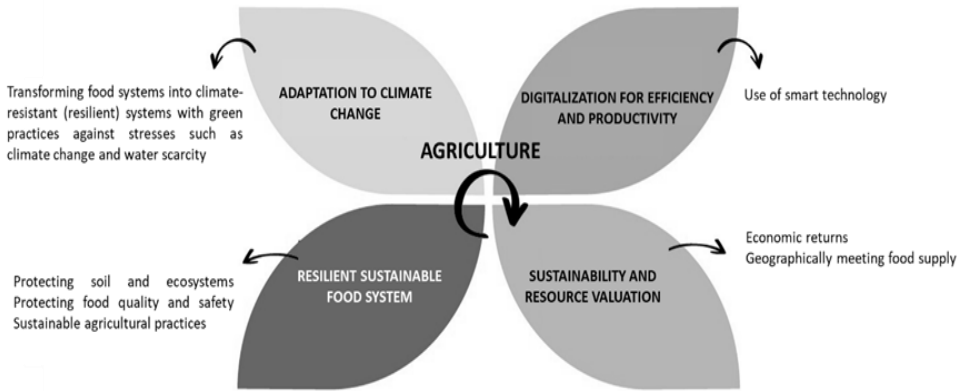 Transforming food systems into climate-
resistant (resilient) systems with green
practices against stresses such as
climate change and water scarcity
ADAPTATION TO CLIMATE
CHANGE
DIGITALIZATION FOR EFFICIENCY
AND PRODUCTIVITY
Use of smart technology
AGRICULTURE
Protecting soil and ecosystems
Protecting food quality and safety
Sustainable agricultural practices
RESILIENT SUSTAINABLE
FOOD SYSTEM
SUSTAINABILITY AND
RESOURCE VALUATION
Economic returns
Geographically meeting food supply